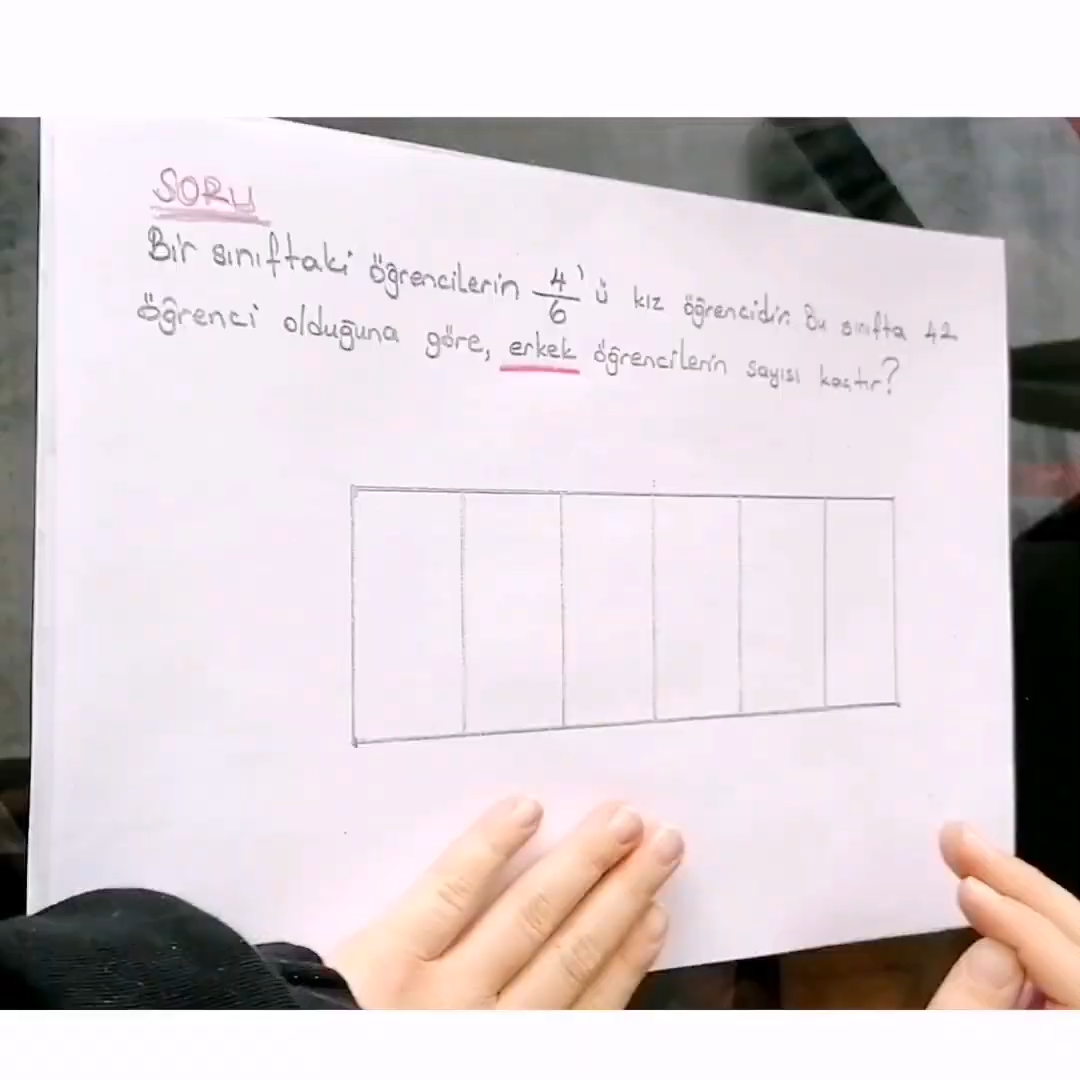 SORU
Bir sınıftaki öğrencilerin 4/6' ü kız öğrencidir. Bu sınıfta 42
öğrenci olduğuna göre, erkek öğrencilerin sayısı kaçtır?